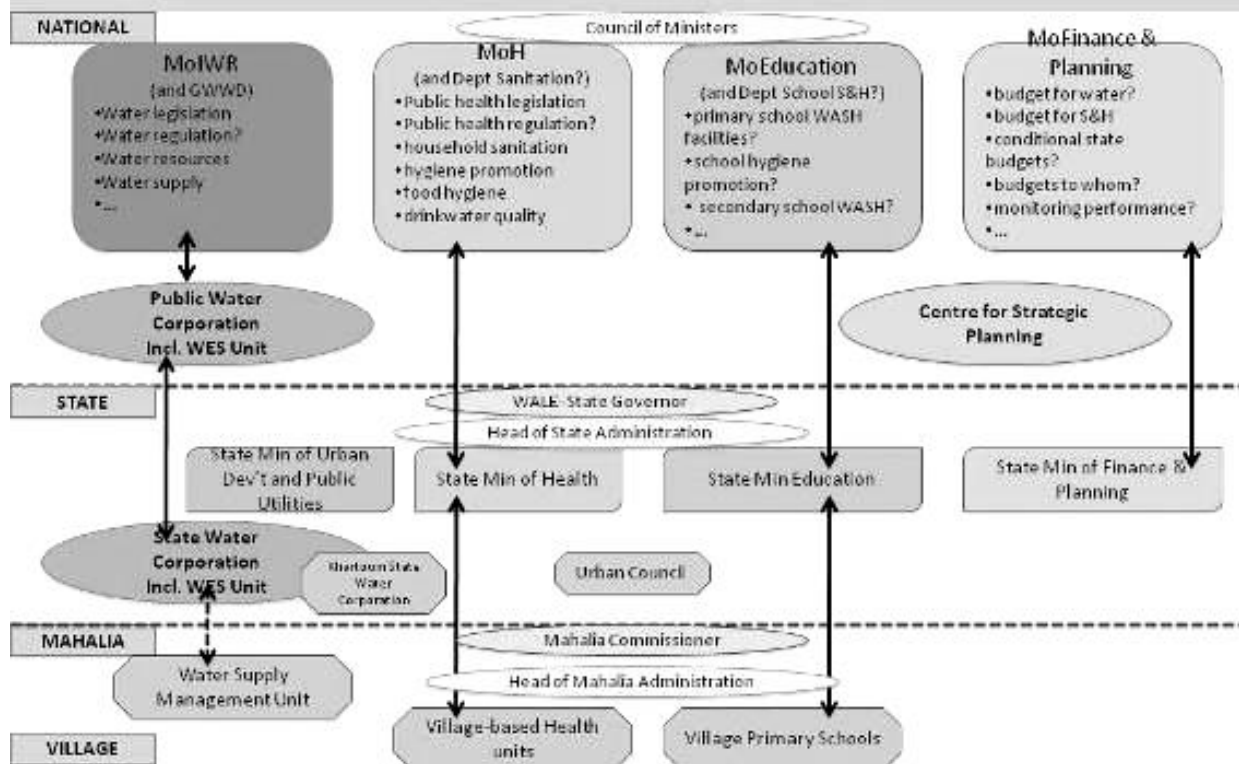 NATIONAL
Council of Ministers
MoIWR
(and GWWD)
•Water legislation
•Water regulation?
•Water resources
•Water supply
•...
MoH
(and Dept Sanitation?)
•Public health legislation
•Public health regulation?
•household sanitation
•hygiene promotion
•food hygiene
•drinkwater quality
MoEducation
(and Dept School S&H?)
•primary school WASH
facilities?
•school hygiene
promotion?
• secondary school WASH?
•...
MoFinance &
Planning
•budget for water?
•budget for S&H
•conditional state
budgets?
•budgets to whom?
•monitoring performance?
•...
Public Water
Corporation
Incl. WES Unit
Centre for Strategic
Planning
STATE
WALE- State Governor
Head of State Administration
State Min of Urban
Dev't and Public
Utilities
State Min of Health
State Min Education
State Min of Finance &
Planning
State Water
Corporation
Incl. WES Unit
Khartoum State
Water
Corporation
Urban Council
MAHALIA
Mahalia Commissioner
Water Supply
Management Unit
Head of Mahalia Administration
Village-based Health
units
Village Primary Schools
VILLAGE